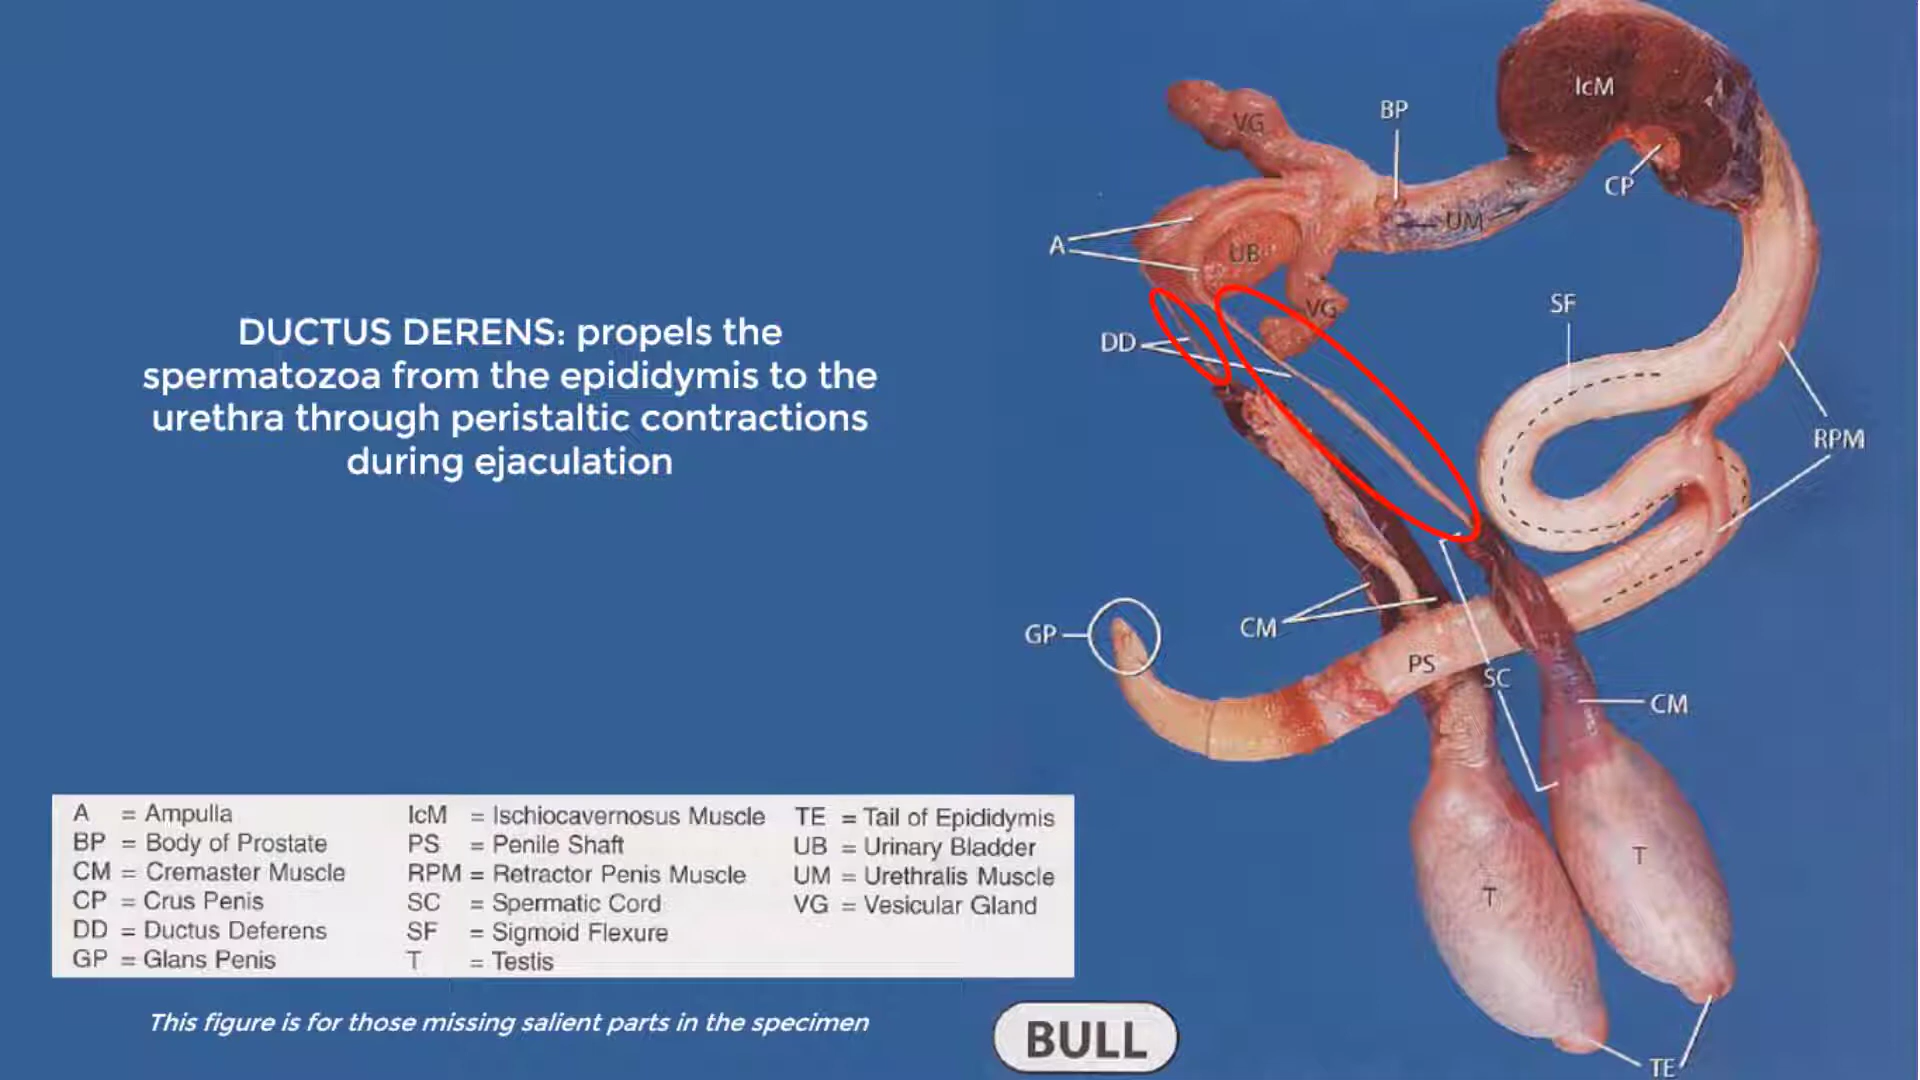 DUCTUS DERENS: propels the
spermatozoa from the epididymis to the
urethra through peristaltic contractions
during ejaculation
IcM
BP
VG
CP
UM
A
UB
SF
VG
DD
RPM
CM
GP
PS
SC
CM
T
T
TE
A = Ampulla
BP = Body of Prostate
CM = Cremaster Muscle
CP = Crus Penis
DD = Ductus Deferens
GP = Glans Penis
IcM = Ischiocavernosus Muscle
PS = Penile Shaft
RPM = Retractor Penis Muscle
SC = Spermatic Cord
SF = Sigmoid Flexure
T = Testis
TE = Tail of Epididymis
UB = Urinary Bladder
UM = Urethralis Muscle
VG = Vesicular Gland
This figure is for those missing salient parts in the specimen
BULL